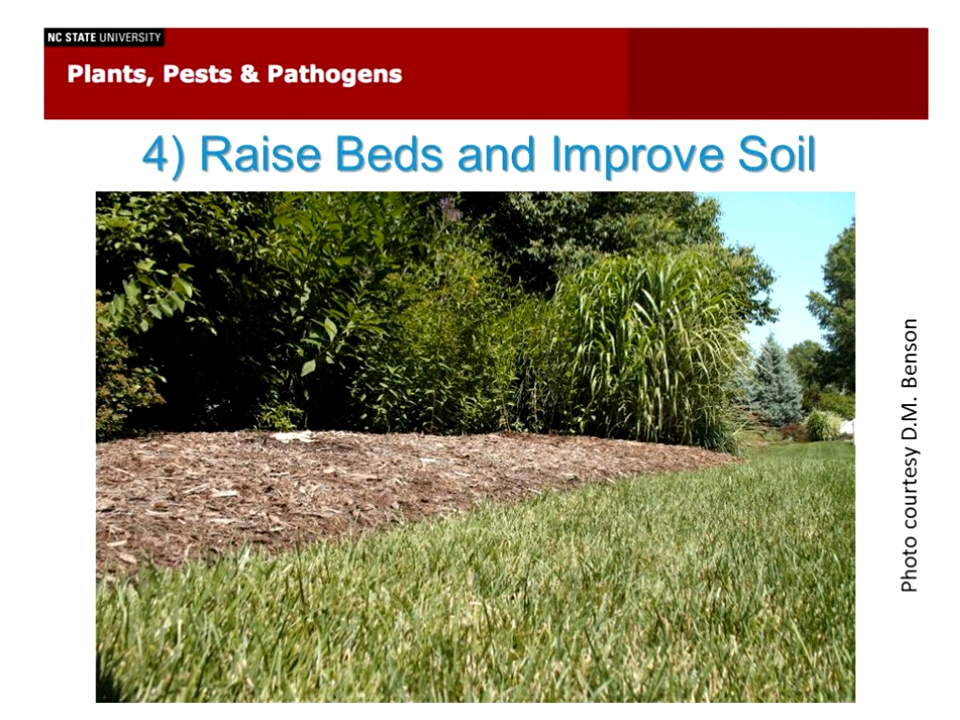 NC STATE UNIVERSITY
Plants, Pests & Pathogens
4) Raise Beds and Improve Soil
Photo courtesy D.M. Benson